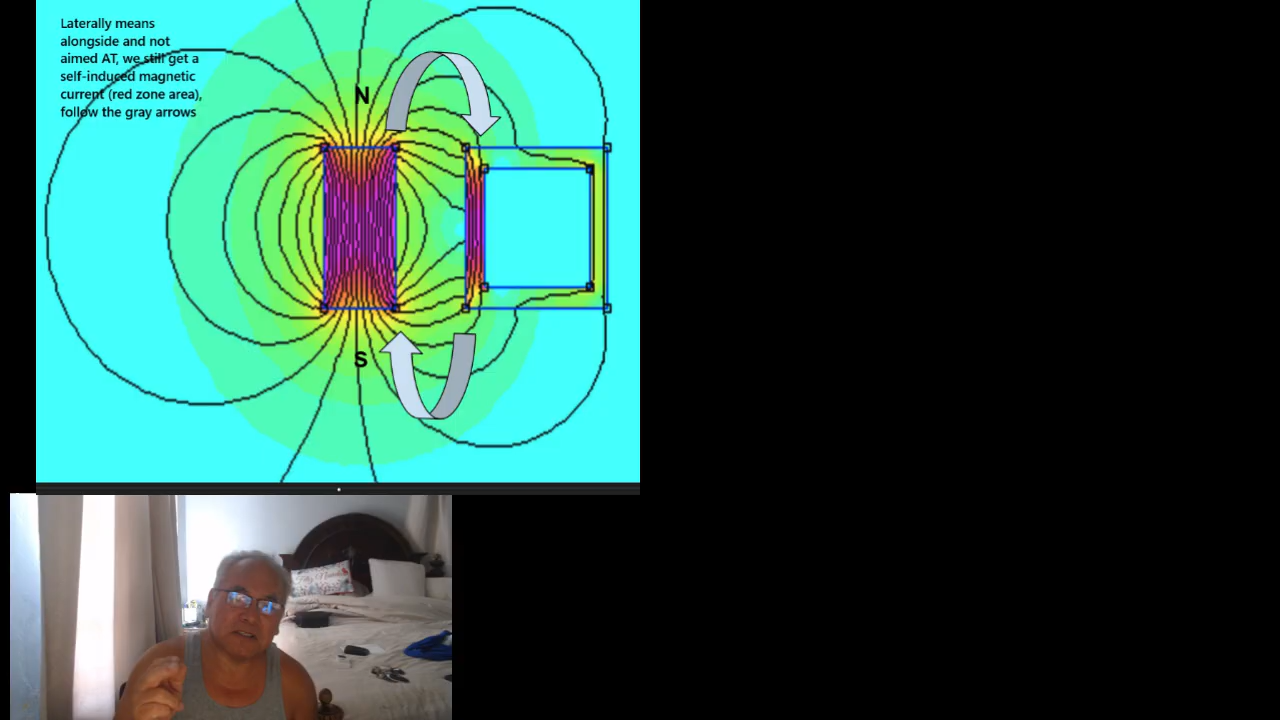 Laterally means
alongside and not
aimed AT, we still get a
self-induced magnetic
current (red zone area),
follow the gray arrows
N
S